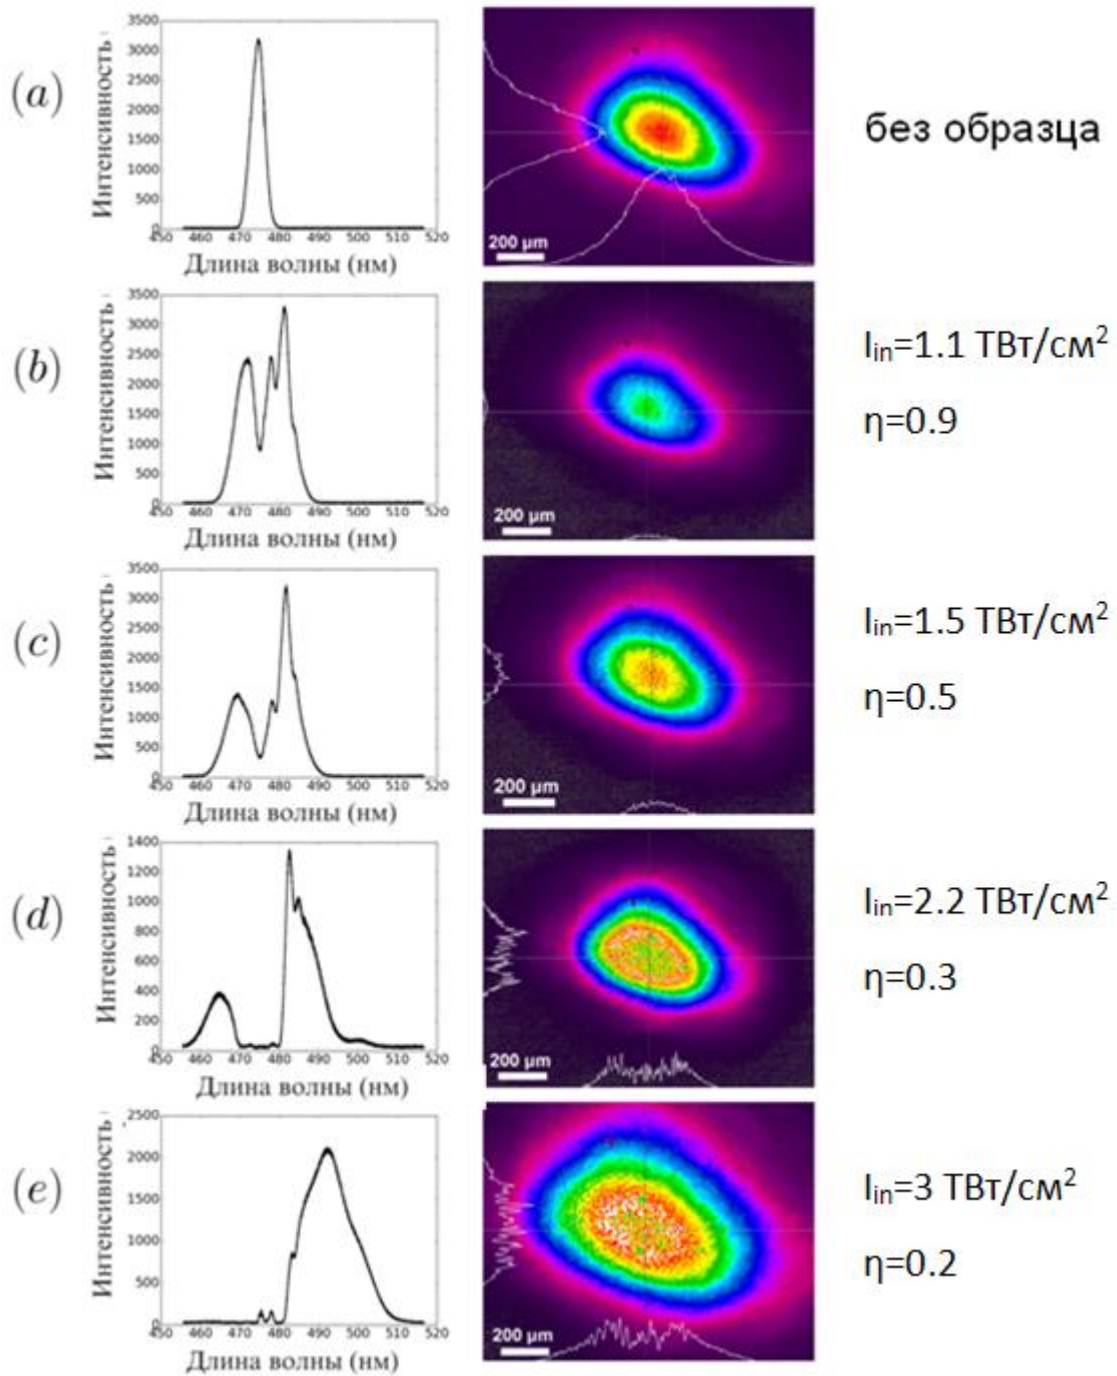 (a)
Интенсивность
3500
3000
2500
2000
1500
1000
500
0
450 460 470 480 490 500 510 520
Длина волны (нм)
200 µm
без образца
(b)
Интенсивность
3500
3000
2500
2000
1500
1000
500
0
450 460 470 480 490 500 510 520
Длина волны (нм)
200 µm
Iin=1.1 ТВт/см²
η=0.9
(c)
Интенсивность
3500
3000
2500
2000
1500
1000
500
0
450 460 470 480 490 500 510 520
Длина волны (нм)
200 µm
Iin=1.5 ТВт/см²
η=0.5
(d)
Интенсивность
1400
1200
1000
800
600
400
200
0
450 460 470 480 490 500 510 520
Длина волны (нм)
200 µm
Iin=2.2 ТВт/см²
η=0.3
(e)
Интенсивность
2500
2000
1500
1000
500
0
450 460 470 480 490 500 510 520
Длина волны (нм)
200 µm
Iin=3 ТВт/см²
η=0.2